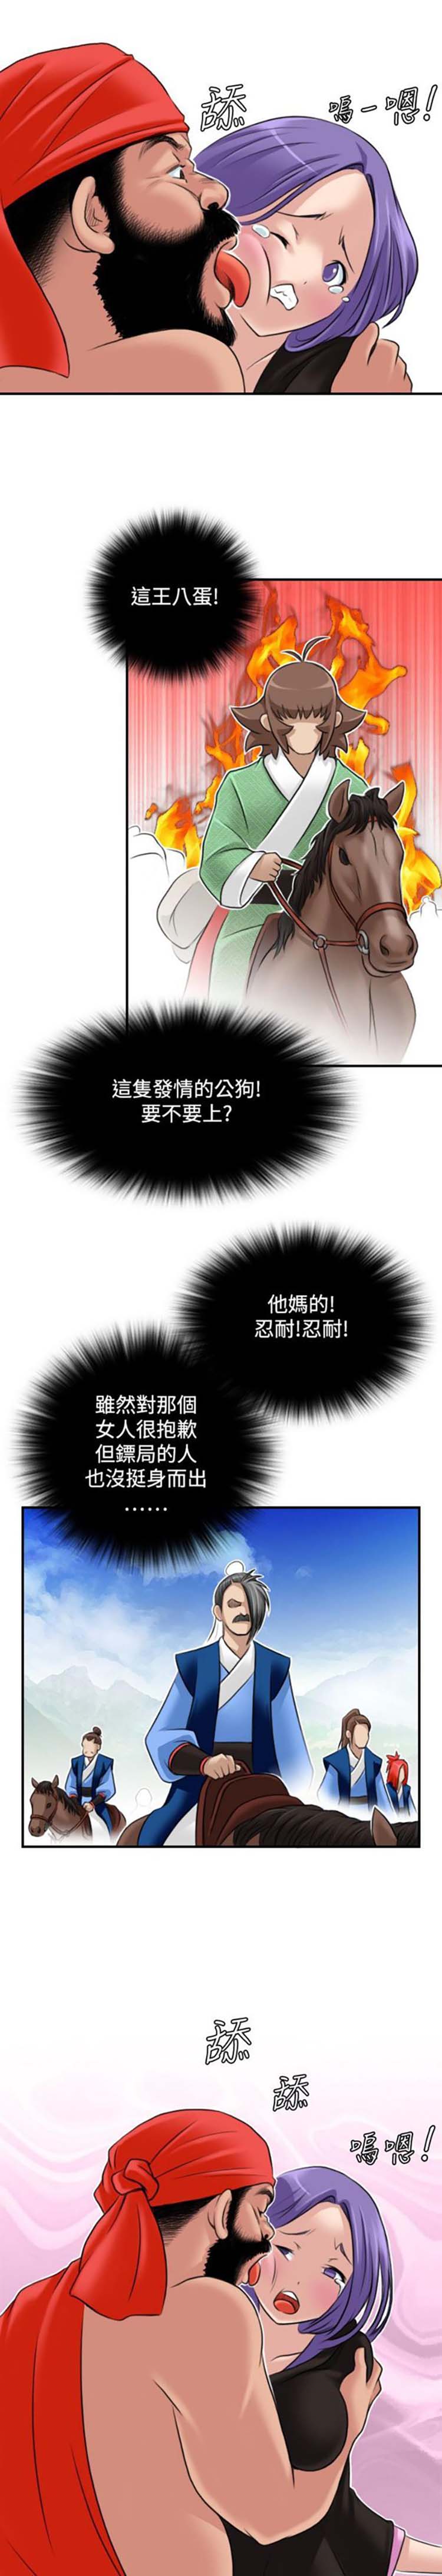 舔
嗚一嗯!
這王八蛋!
這隻發情的公狗!
要不要上?
他媽的!
忍耐!忍耐!
雖然對那個
女人很抱歉
但鏢局的人
也沒挺身而出
……
舔
舔
嗚嗯!